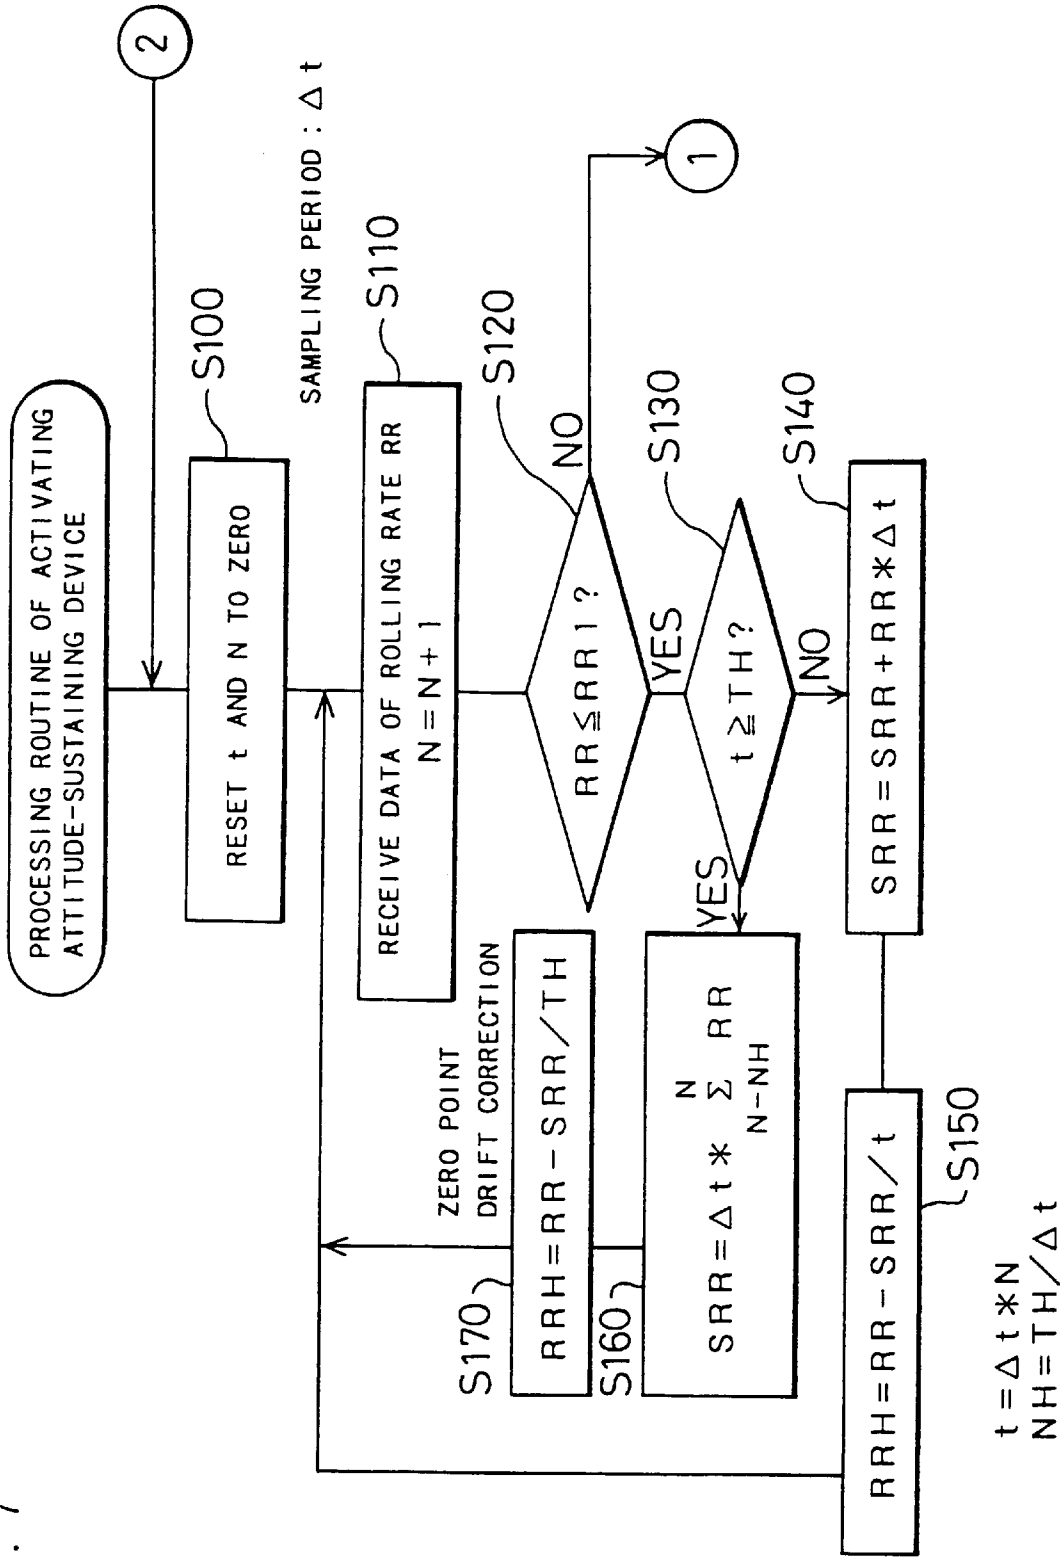 PROCESSING ROUTINE OF ACTIVATING
ATTITUDE-SUSTAINING DEVICE
2
S100
RESET t AND N TO ZERO
SAMPLING PERIOD : Δt
S110
RECEIVE DATA OF ROLLING RATE RR
N=N+1
S120
RR≦RR1?
NO
1
YES
S130
t≧TH?
YES
NO
S140
SRR=SRR+RR*Δt
S150
RRH=RR-SRR/t
S160
N
SRR=Δt* Σ RR
N-NH
ZERO POINT
DRIFT CORRECTION
S170
RRH=RR-SRR/TH
t=Δt*N
NH=TH/Δt